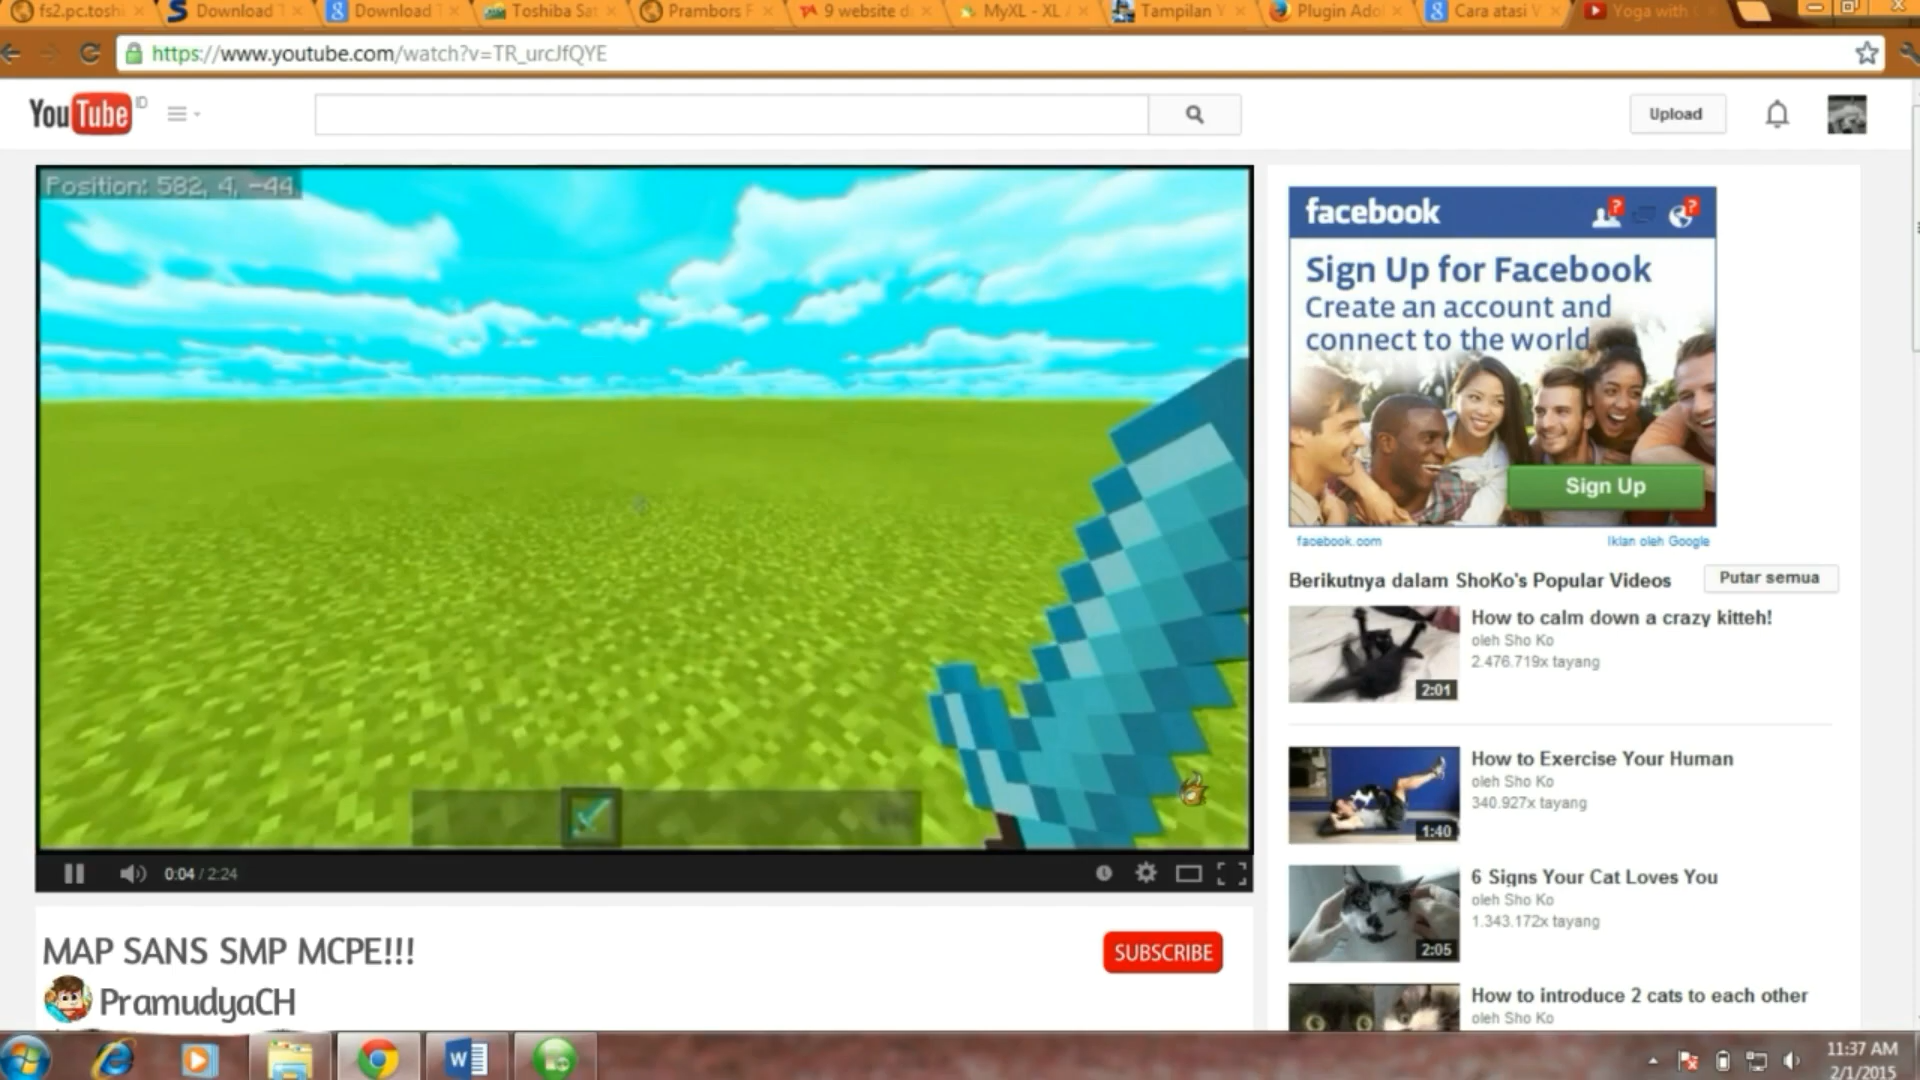 fs2.pc.toshi
Download T
Download T
Toshiba Sat
Prambors F
9 website d
MyXL - XL
Tampilan Y
Plugin Ado
Cara atasi V
Yoga with
https://www.youtube.com/watch?v=TR_urcJfQYE
YouTube ID
Upload
Position: 582, 4, -44
facebook
Sign Up for Facebook
Create an account and
connect to the world
Sign Up
facebook.com
Iklan oleh Google
Berikutnya dalam ShoKo's Popular Videos
Putar semua
How to calm down a crazy kitteh!
oleh Sho Ko
2.476.719x tayang
2:01
How to Exercise Your Human
oleh Sho Ko
340.927x tayang
1:40
6 Signs Your Cat Loves You
oleh Sho Ko
1.343.172x tayang
2:05
How to introduce 2 cats to each other
oleh Sho Ko
0:04 / 2:24
MAP SANS SMP MCPE!!!
SUBSCRIBE
PramudyaCH
11:37 AM
2/1/2015